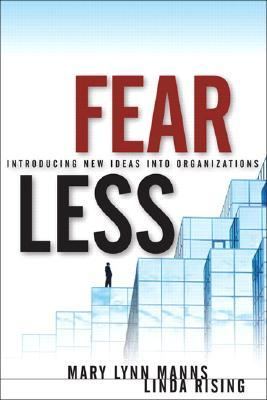 FEAR
INTRODUCING NEW IDEAS INTO ORGANIZATIONS
LESS
MARY LYNN MANNS
LINDA RISING